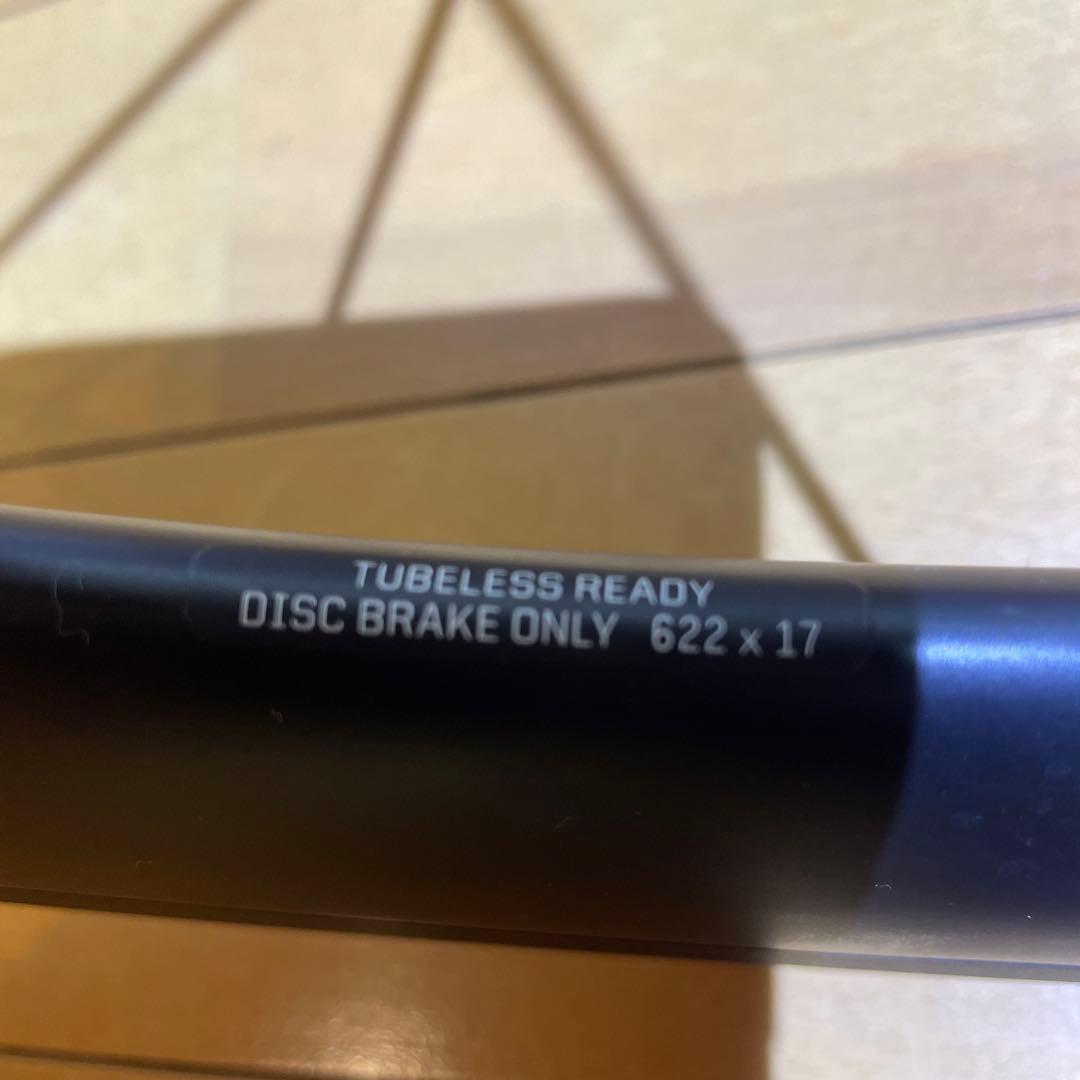 TUBELESS READY
DISC BRAKE ONLY 622 x 17